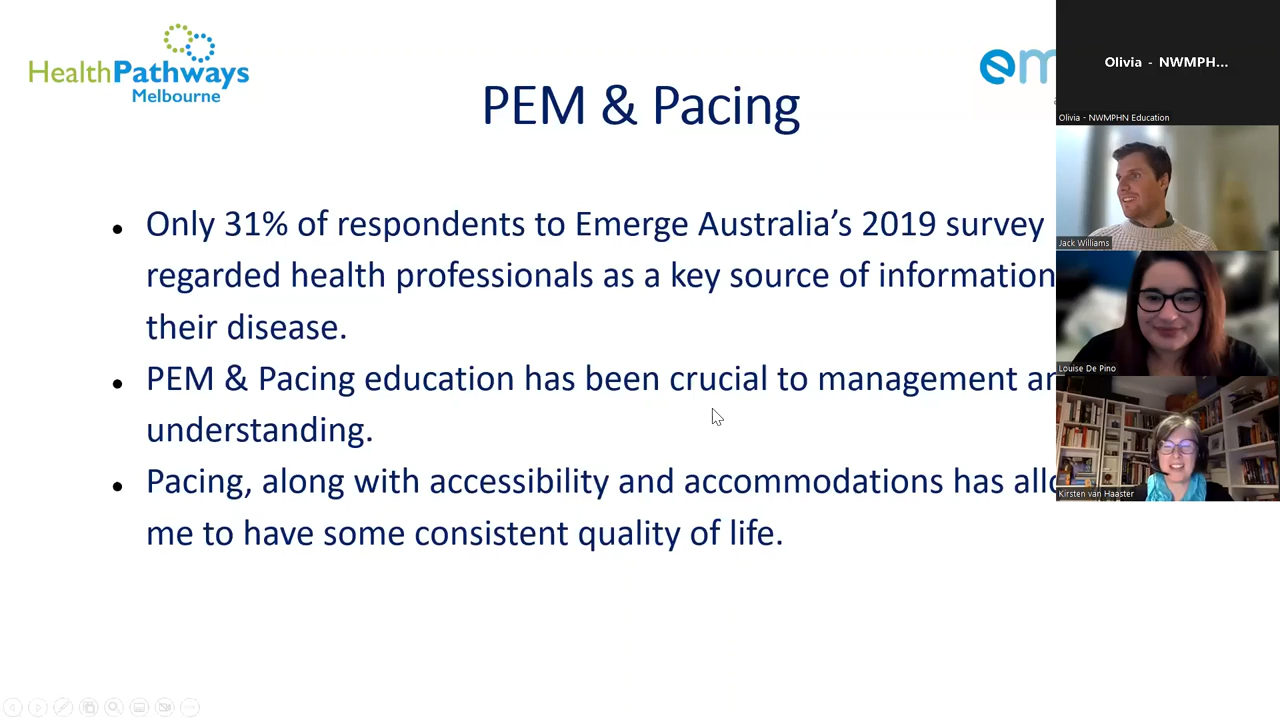 HealthPathways
Melbourne
em
PEM & Pacing
Only 31% of respondents to Emerge Australia’s 2019 survey
regarded health professionals as a key source of information
their disease.
PEM & Pacing education has been crucial to management
understanding.
Pacing, along with accessibility and accommodations has
me to have some consistent quality of life.
Olivia - NWMPH...
Olivia - NWMPHN Education
Jack Williams
Louise De Pino
Kirsten van Haaster